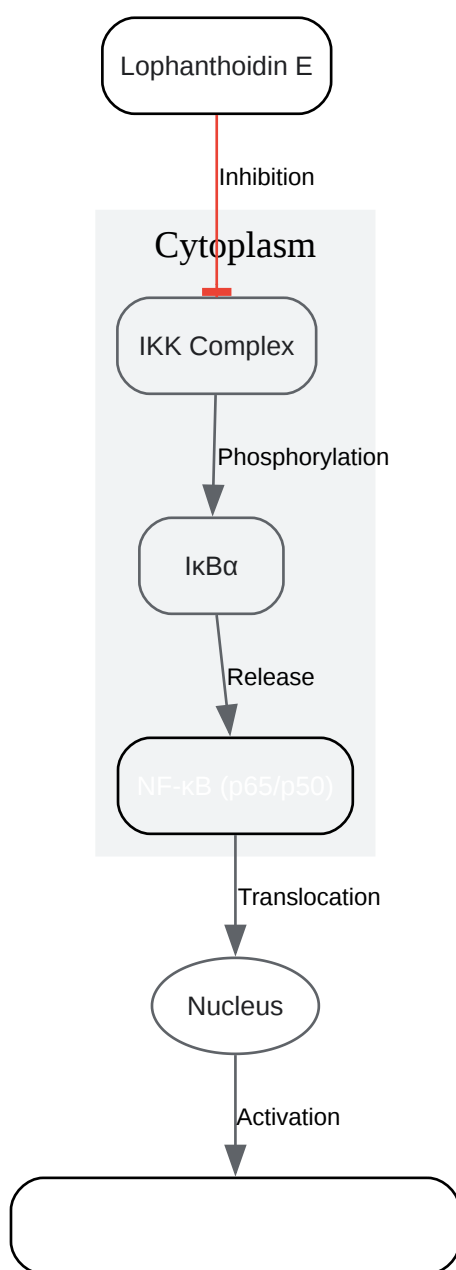 Lophanthoidin E
Inhibition
Cytoplasm
IKK Complex
Phosphorylation
IκBα
Release
NF-κB (p65/p50)
Translocation
Nucleus
Activation